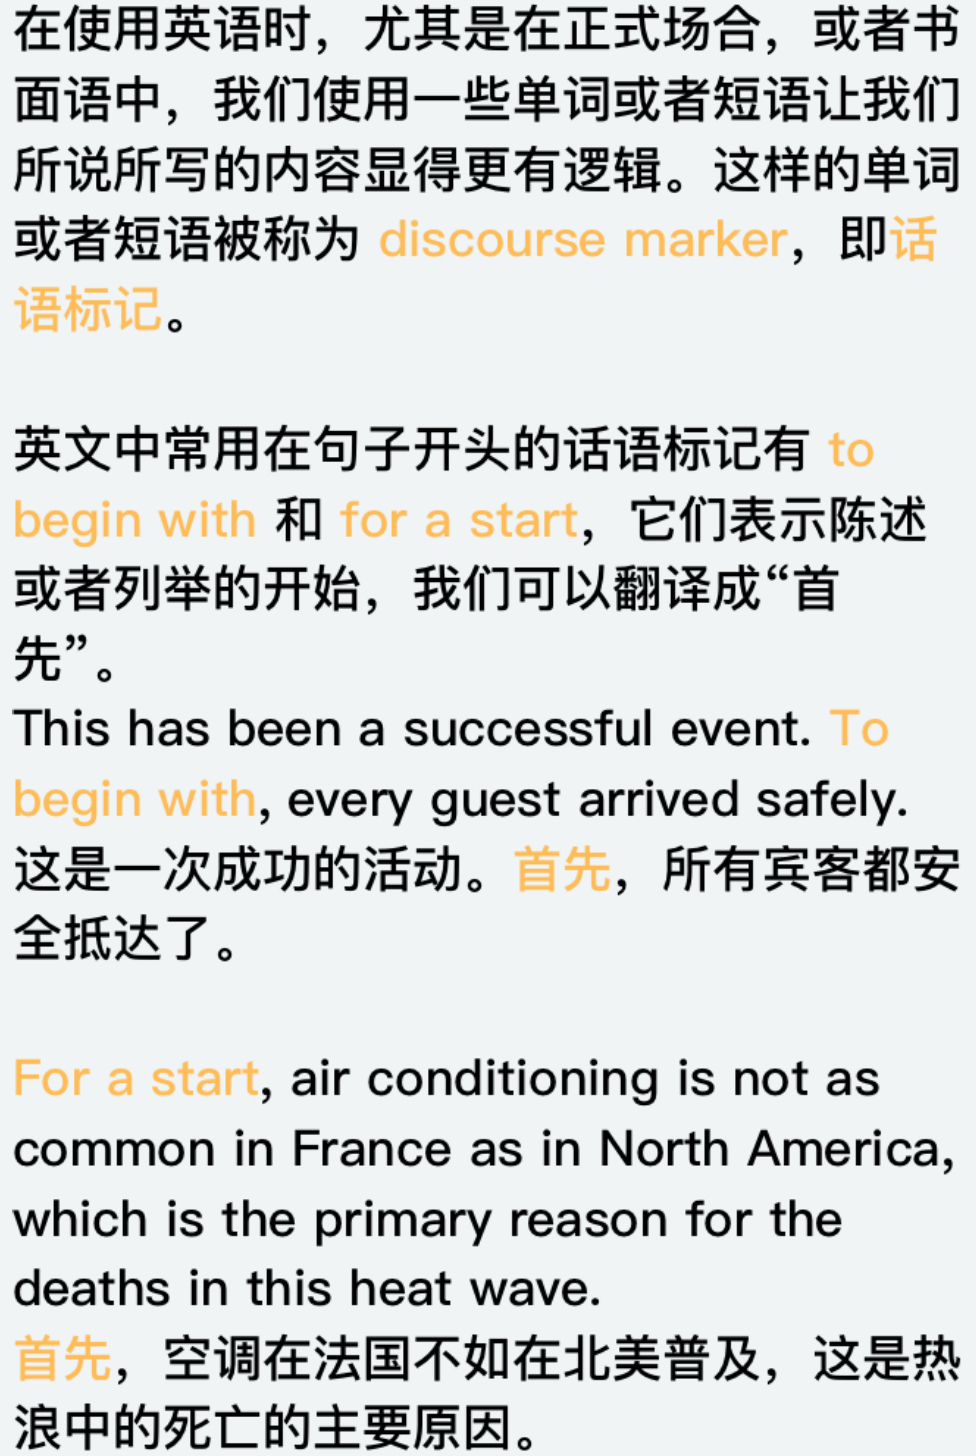 在使用英语时，尤其是在正式场合，或者书
面语中，我们使用一些单词或者短语让我们
所说所写的内容显得更有逻辑。这样的单词
或者短语被称为 discourse marker，即话
语标记。
英文中常用在句子开头的话语标记有 to
begin with 和 for a start，它们表示陈述
或者列举的开始，我们可以翻译成“首
先”。
This has been a successful event. To
begin with, every guest arrived safely.
这是一次成功的活动。首先，所有宾客都安
全抵达了。
For a start, air conditioning is not as
common in France as in North America,
which is the primary reason for the
deaths in this heat wave.
首先，空调在法国不如在北美普及，这是热
浪中的死亡的主要原因。